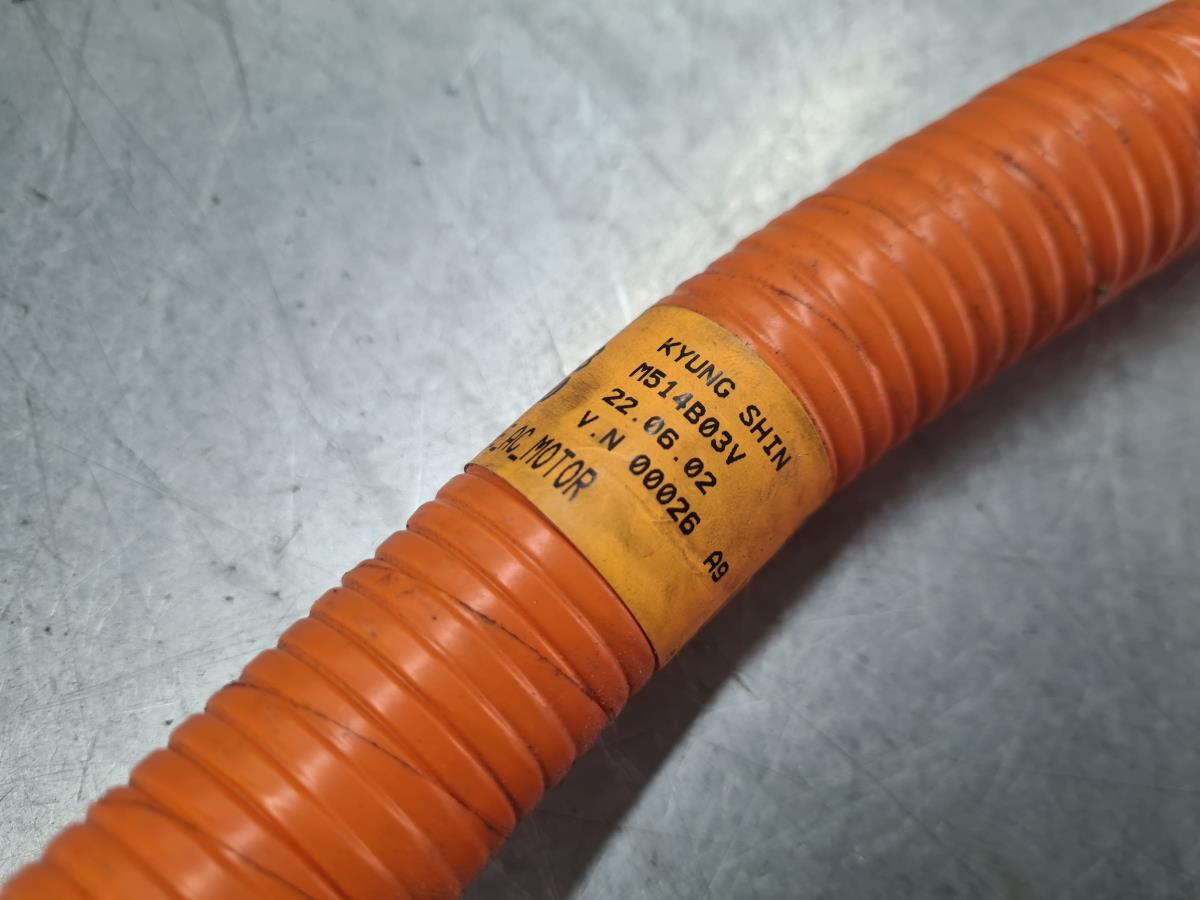 KYUNG SHIN
M514B03V
22.06.02
V.N 00026 A9
AC_MOTOR